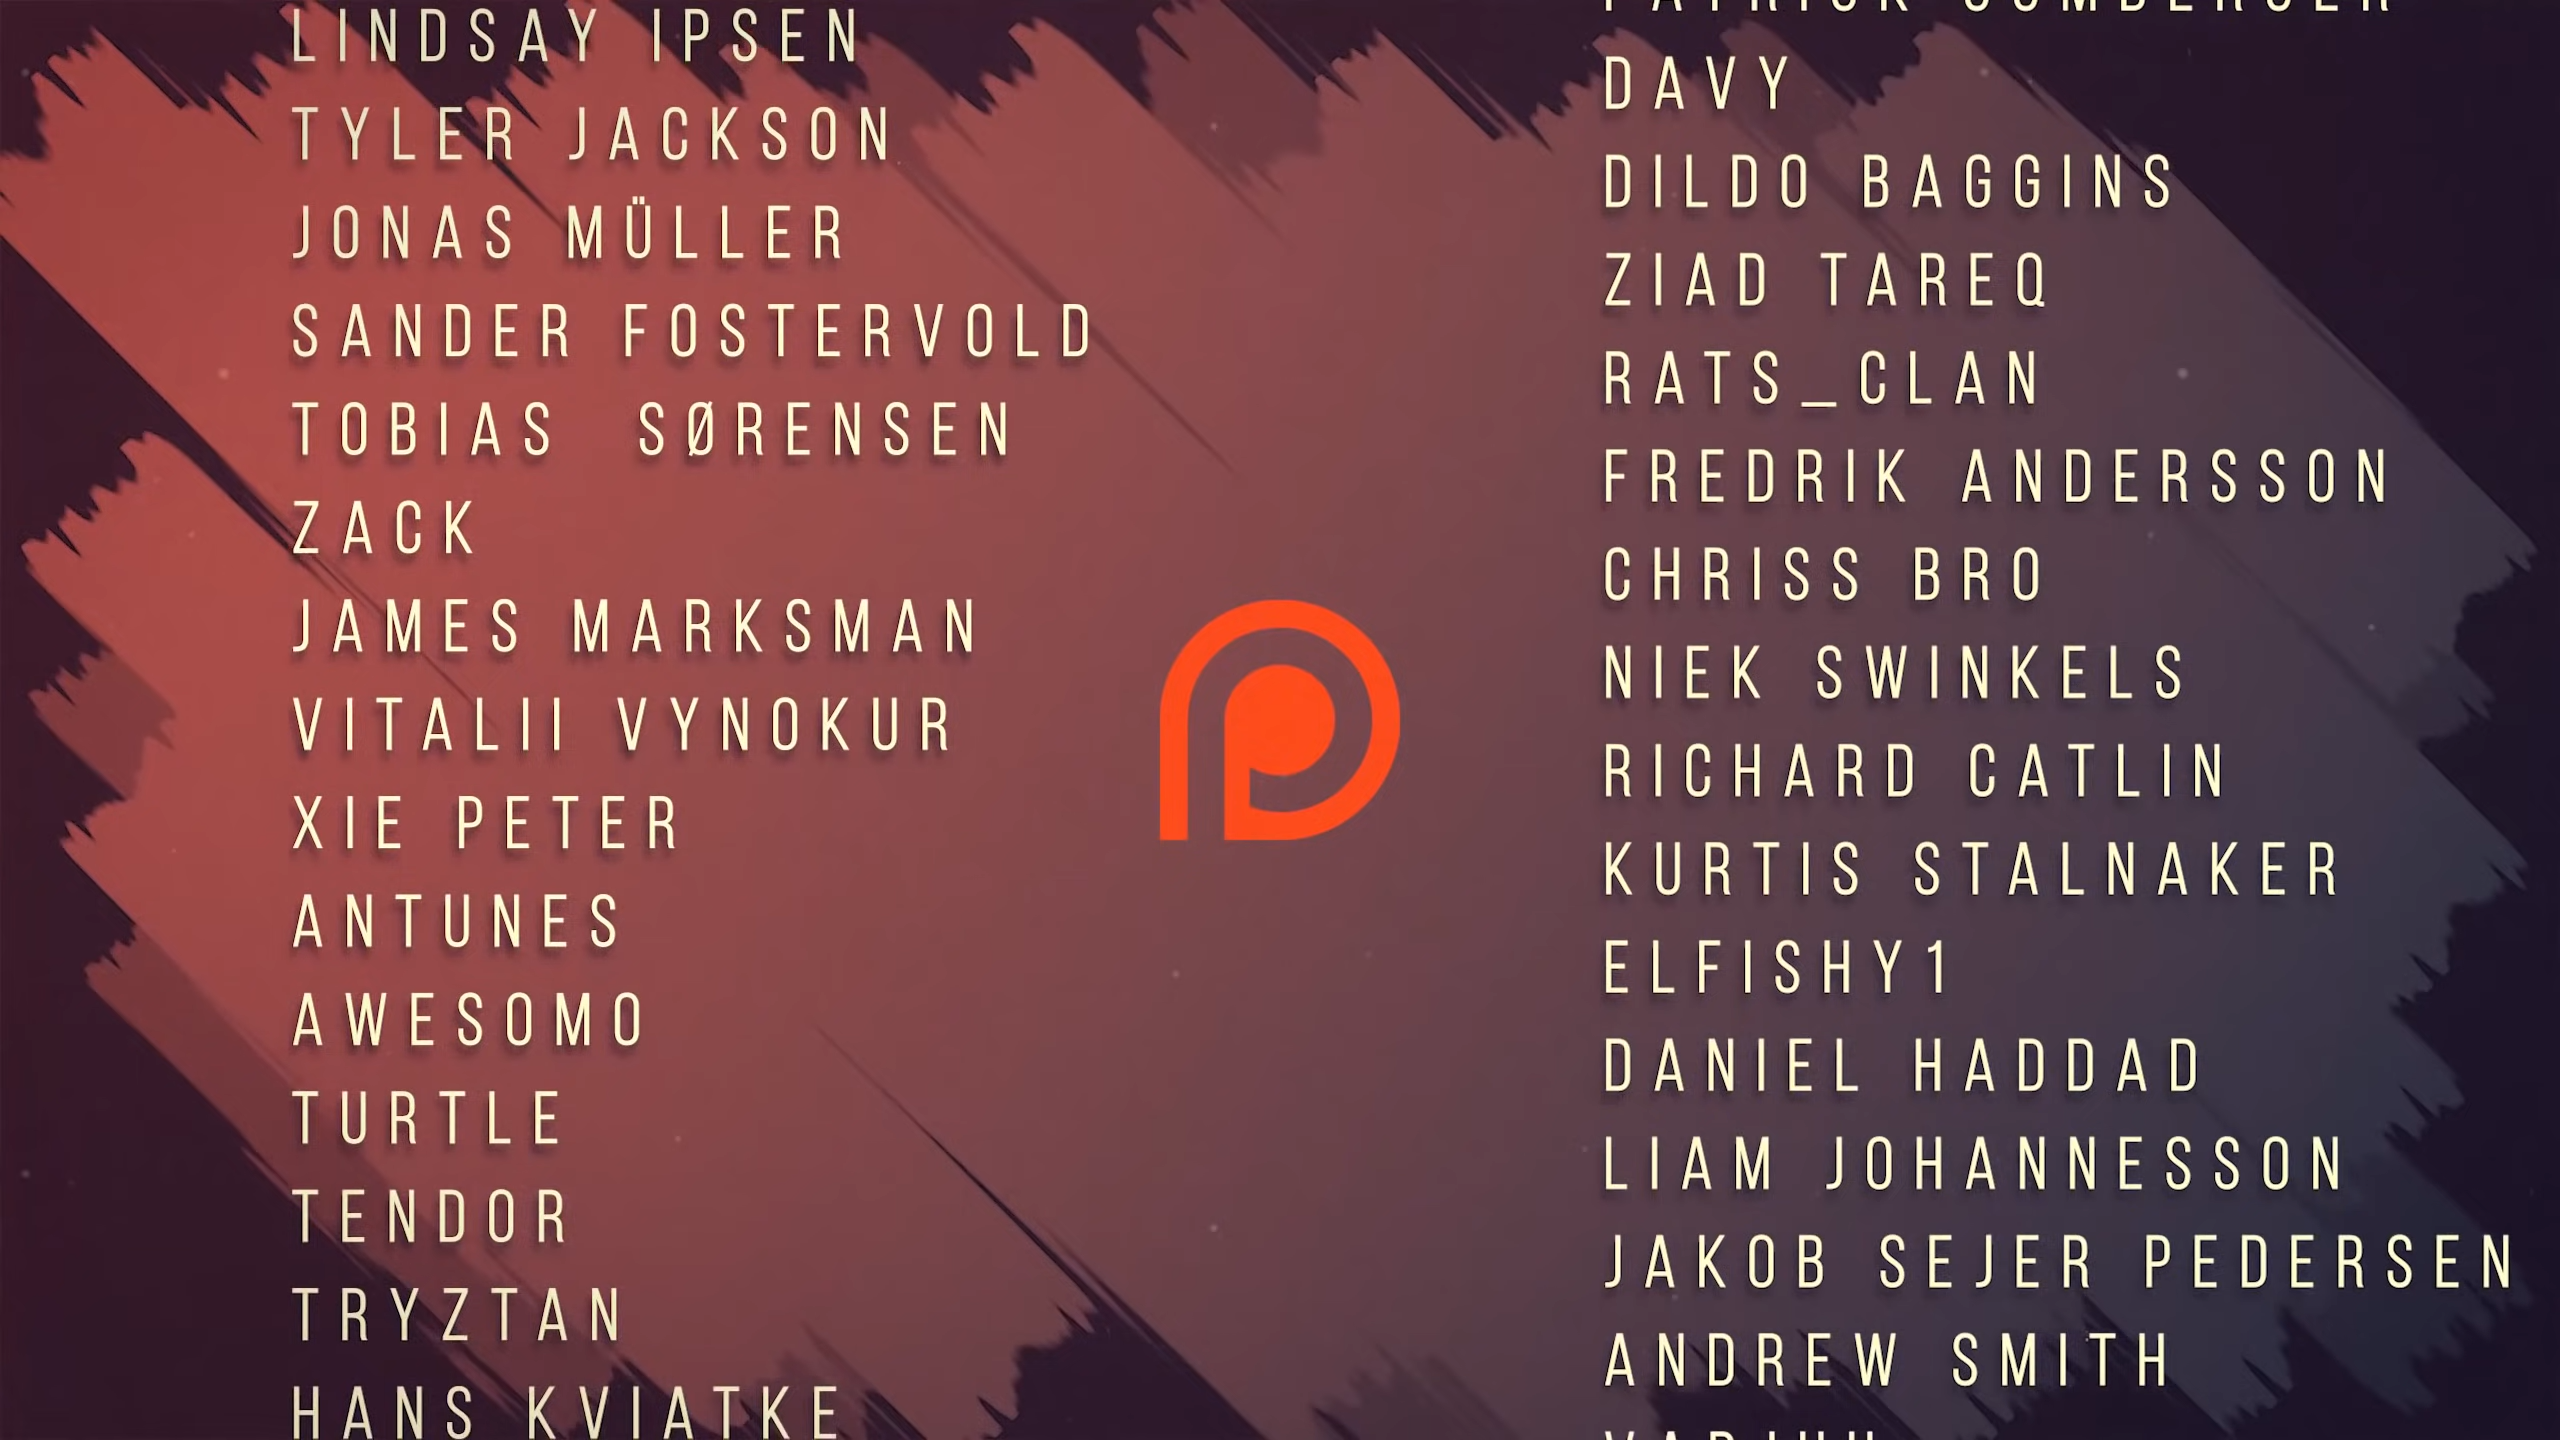 LINDSAY IPSEN
TYLER JACKSON
JONAS MÜLLER
SANDER FOSTERVOLD
TOBIAS SØRENSEN
ZACK
JAMES MARKSMAN
VITALII VYNOKUR
XIE PETER
ANTUNES
AWESOMO
TURTLE
TENDOR
TRYZTAN
HANS KVIATKE
DAVY
DILDO BAGGINS
ZIAD TAREQ
RATS_CLAN
FREDRIK ANDERSSON
CHRISS BRO
NIEK SWINKELS
RICHARD CATLIN
KURTIS STALNAKER
ELFISHY1
DANIEL HADDAD
LIAM JOHANNESSON
JAKOB SEJER PEDERSEN
ANDREW SMITH